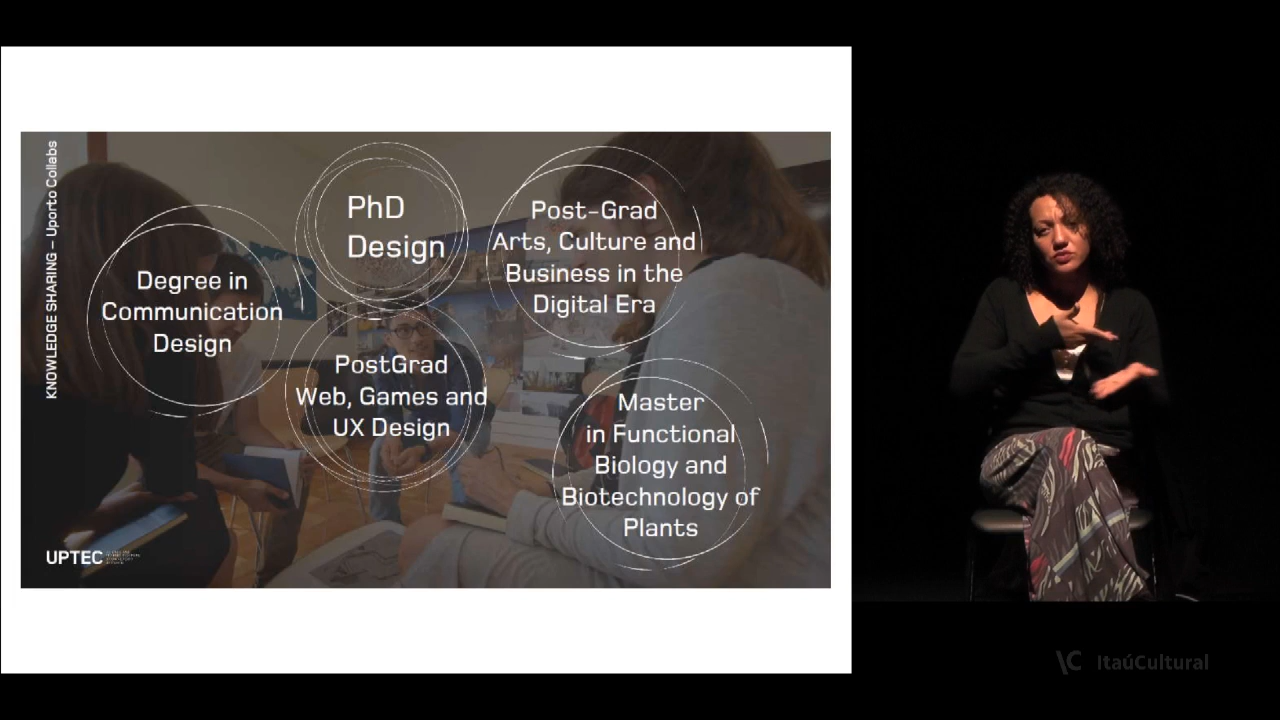 KNOWLEDGE SHARING – Uporto Collabs
Degree in
Communication
Design
PhD
Design
PostGrad
Web, Games and
UX Design
Post-Grad
Arts, Culture and
Business in the
Digital Era
Master
in Functional
Biology and
Biotechnology of
Plants
UPTEC
ItaúCultural